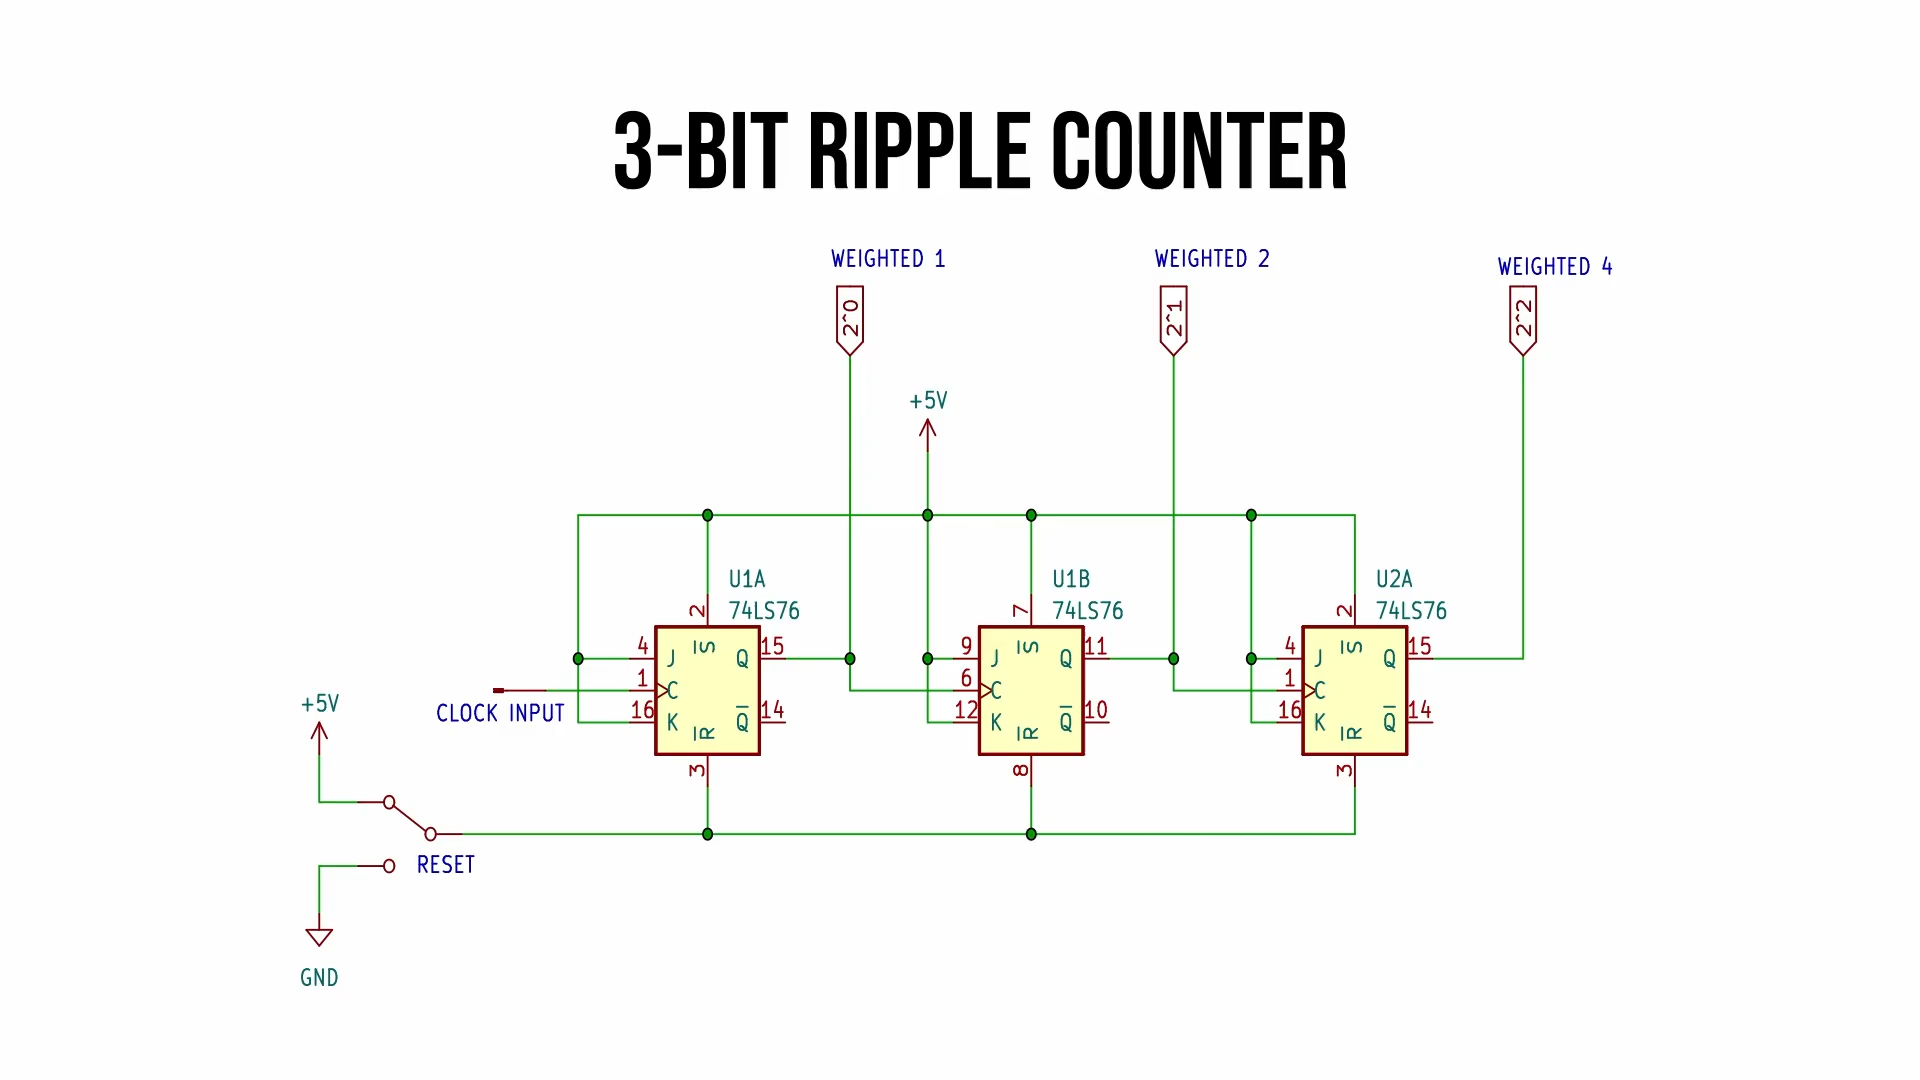 3-BIT RIPPLE COUNTER
WEIGHTED 1
WEIGHTED 2
WEIGHTED 4
2^0
2^1
2^2
+5V
U1A
74LS76
U1B
74LS76
U2A
74LS76
2
7
2
4
J
S
Q
15
9
J
S
Q
11
4
J
S
Q
15
1
C
6
C
1
C
CLOCK INPUT
16
K
R
Q
14
12
K
R
Q
10
16
K
R
Q
14
3
8
3
+5V
RESET
GND